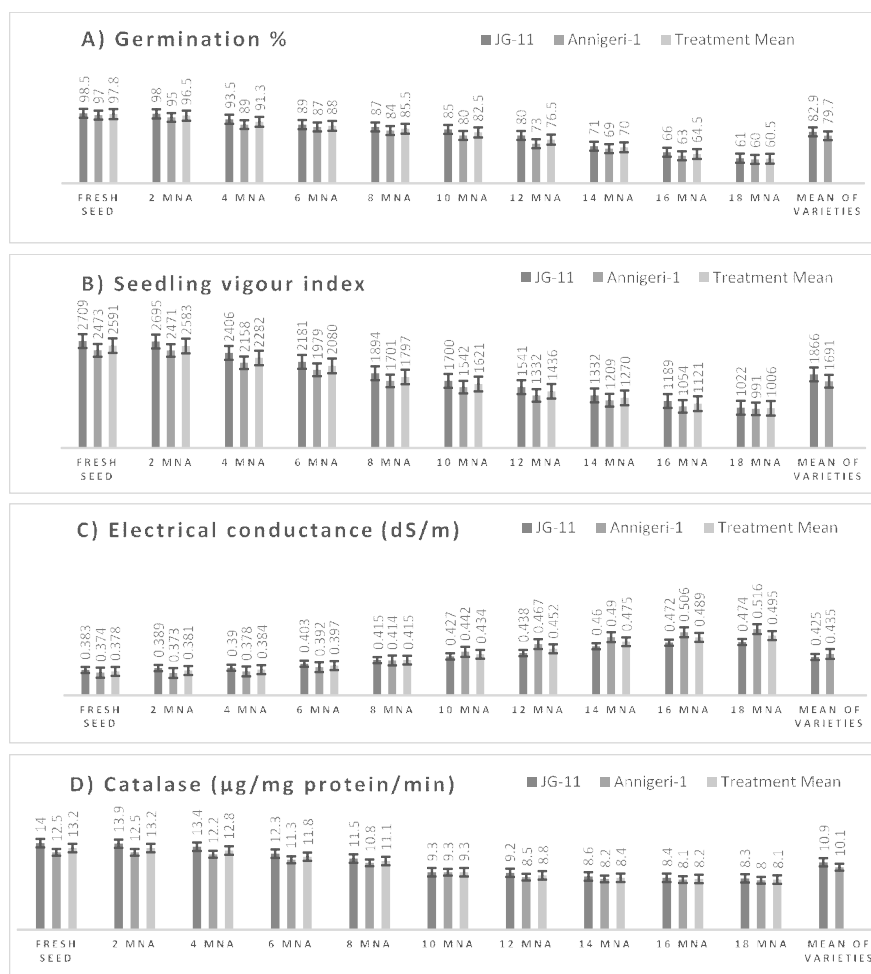 A) Germination %
JG-11 Annigeri-1 Treatment Mean
98.5 97 97.8 98 95 96.5 93.5 89 91.3 89 87 88 87 84 85.5 85 80 82.5 80 73 76.5 71 69 70 66 63 64.5 61 60 60.5 82.9 79.7
FRESH SEED 2 MNA 4 MNA 6 MNA 8 MNA 10 MNA 12 MNA 14 MNA 16 MNA 18 MNA MEAN OF VARIETIES
B) Seedling vigour index
JG-11 Annigeri-1 Treatment Mean
2709 2473 2591 2695 2471 2583 2406 2158 2282 2181 1979 2080 1894 1701 1797 1700 1542 1621 1541 1332 1436 1332 1209 1270 1189 1054 1121 1022 991 1006 1866 1691
FRESH SEED 2 MNA 4 MNA 6 MNA 8 MNA 10 MNA 12 MNA 14 MNA 16 MNA 18 MNA MEAN OF VARIETIES
C) Electrical conductance (dS/m)
JG-11 Annigeri-1 Treatment Mean
0.383 0.374 0.378 0.389 0.373 0.381 0.39 0.378 0.384 0.403 0.392 0.397 0.415 0.414 0.415 0.427 0.442 0.434 0.438 0.467 0.452 0.46 0.49 0.475 0.472 0.506 0.489 0.474 0.516 0.495 0.425 0.435
FRESH SEED 2 MNA 4 MNA 6 MNA 8 MNA 10 MNA 12 MNA 14 MNA 16 MNA 18 MNA MEAN OF VARIETIES
D) Catalase (μg/mg protein/min)
JG-11 Annigeri-1 Treatment Mean
14 12.5 13.2 13.9 12.5 13.2 13.4 12.2 12.8 12.3 11.3 11.8 11.5 10.8 11.1 9.3 9.3 9.3 9.2 8.5 8.8 8.6 8.2 8.4 8.4 8.1 8.2 8.3 8 8.1 10.9 10.1
FRESH SEED 2 MNA 4 MNA 6 MNA 8 MNA 10 MNA 12 MNA 14 MNA 16 MNA 18 MNA MEAN OF VARIETIES